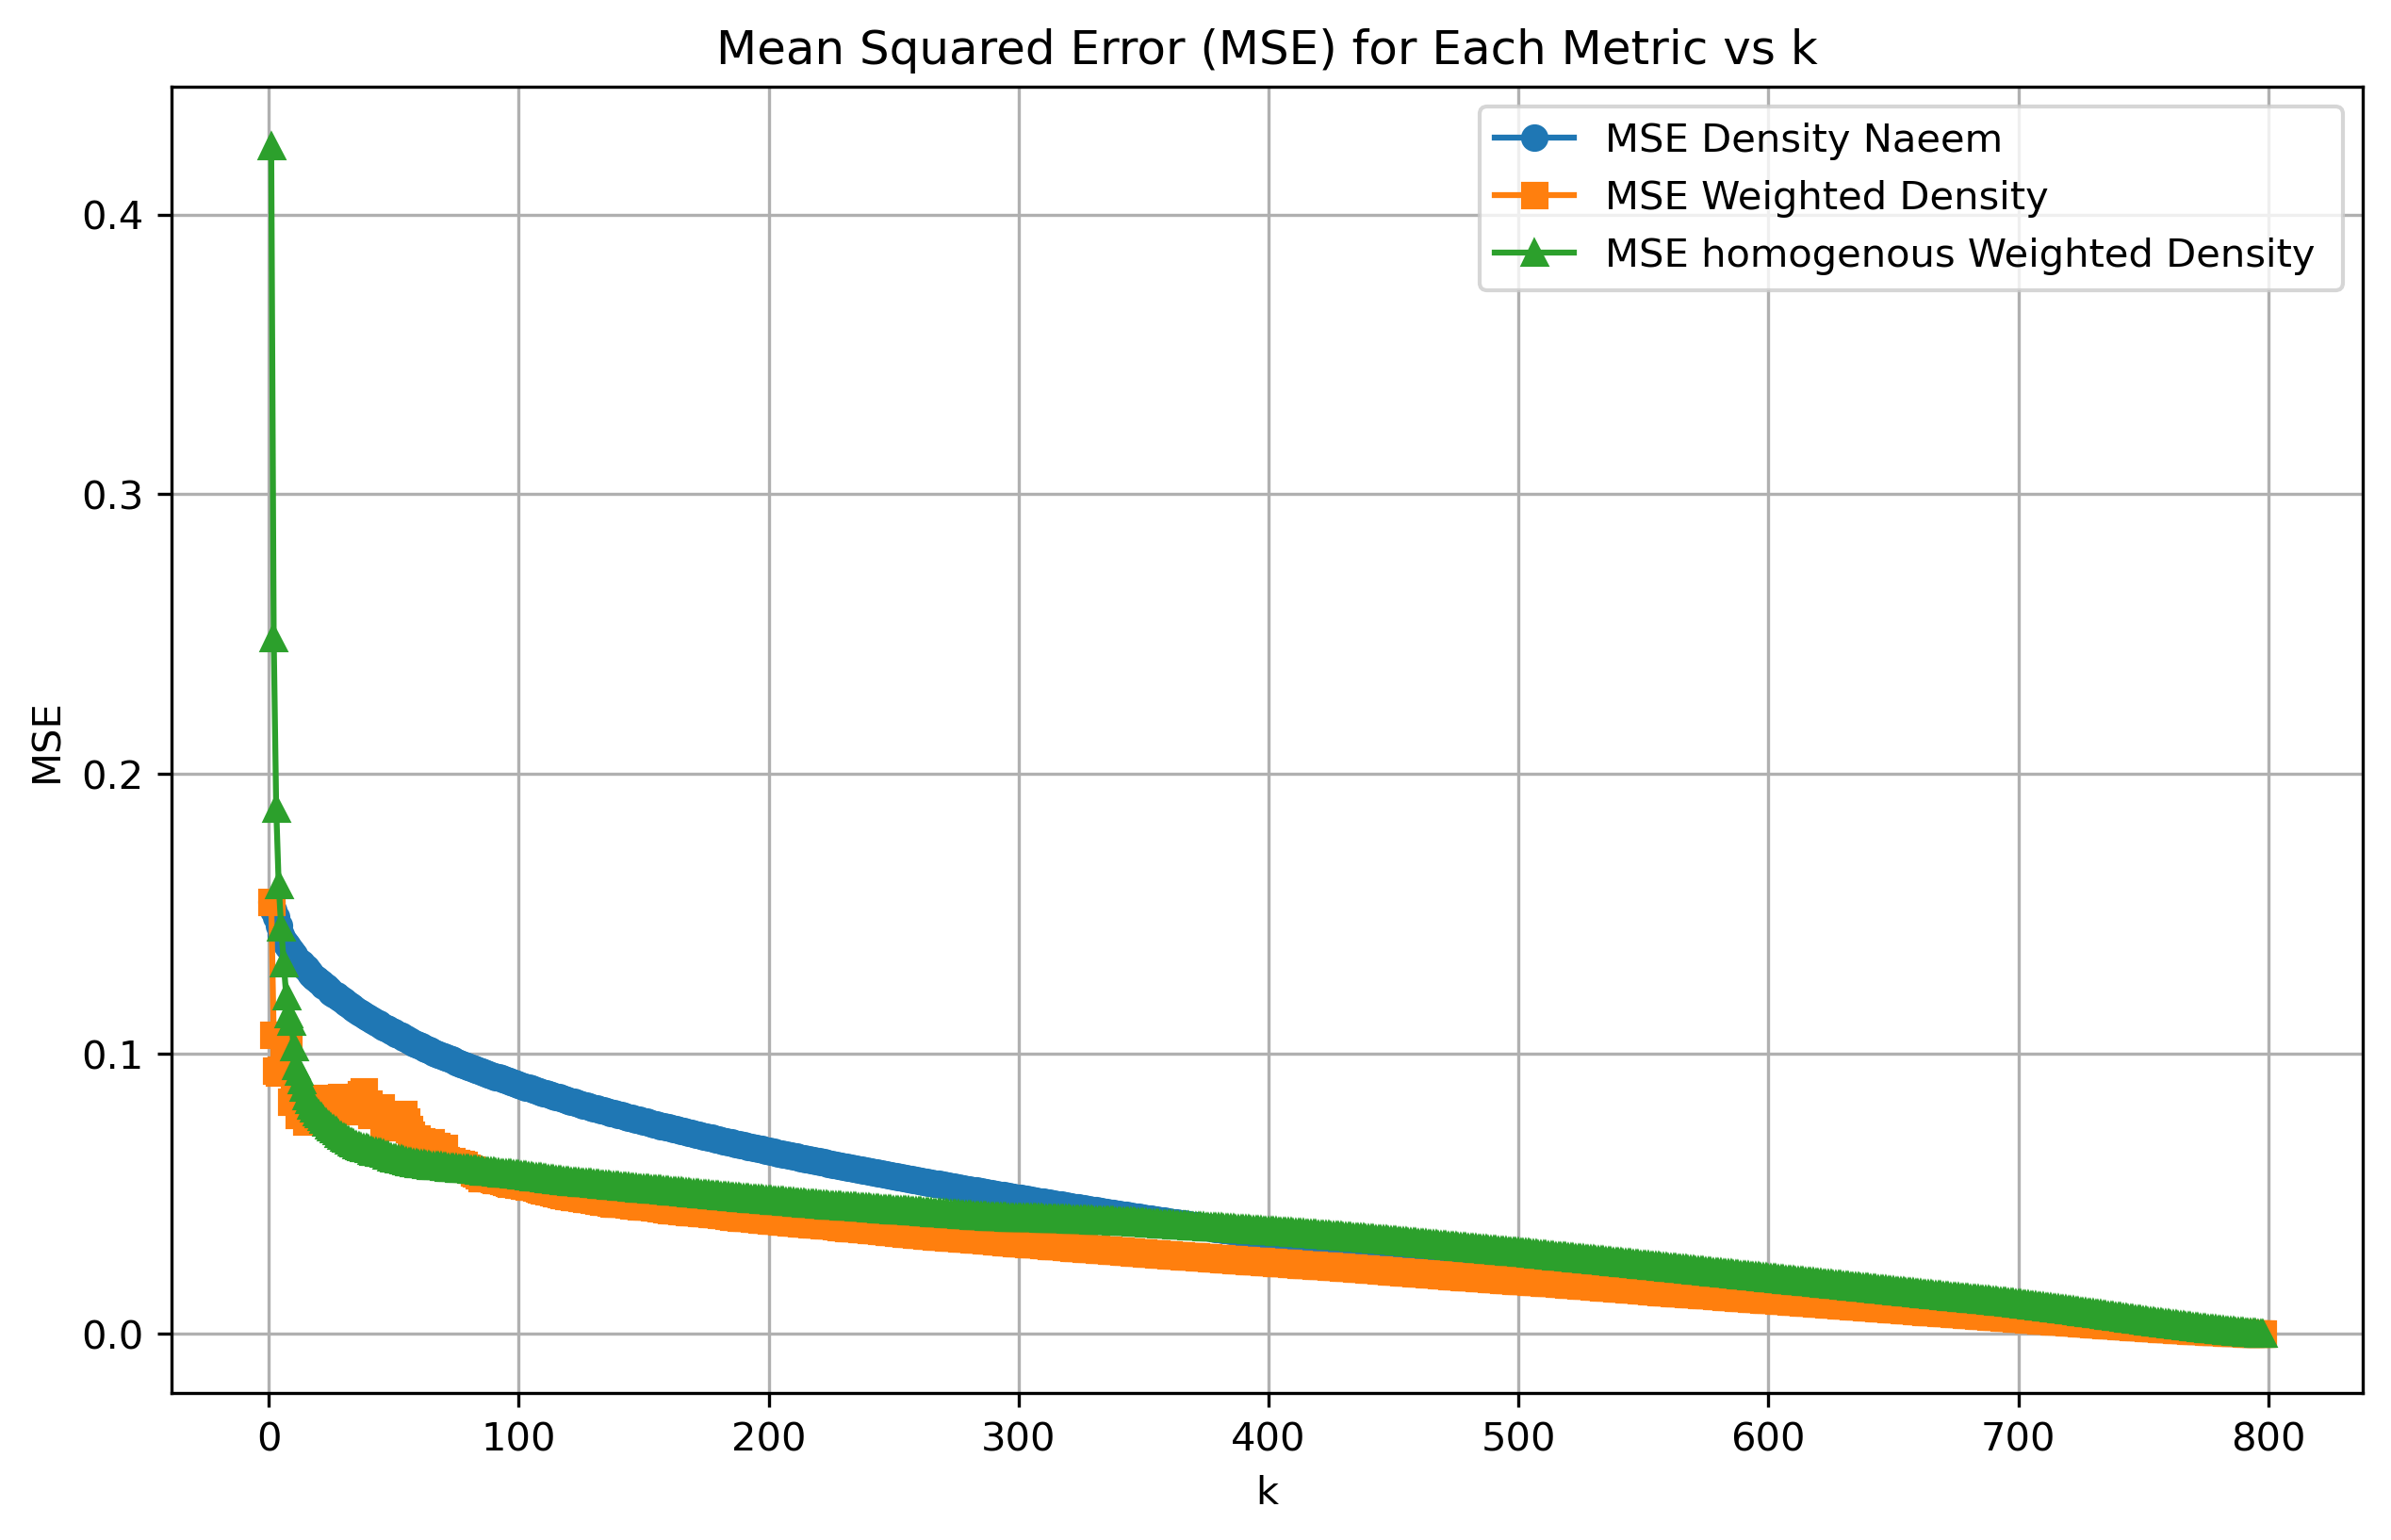 Mean Squared Error (MSE) for Each Metric vs k
MSE Density Naeem
MSE Weighted Density
MSE homogenous Weighted Density
MSE
0.4
0.3
0.2
0.1
0.0
0 100 200 300 400 500 600 700 800
k